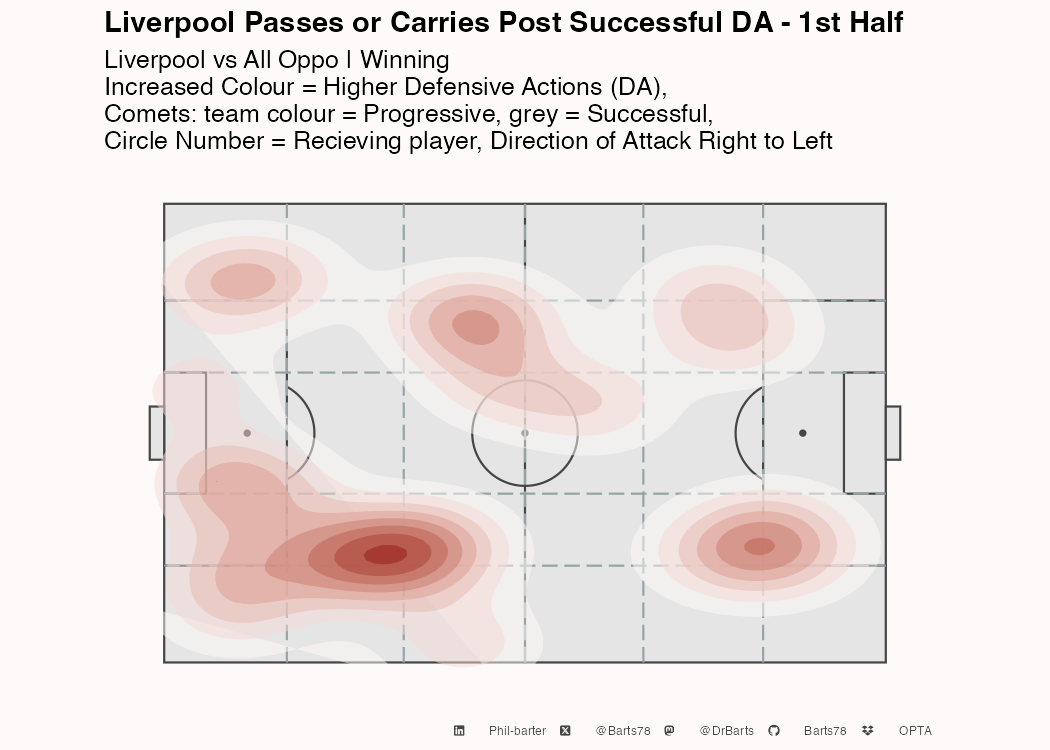 Liverpool Passes or Carries Post Successful DA - 1st Half
Liverpool vs All Oppo | Winning
Increased Colour = Higher Defensive Actions (DA),
Comets: team colour = Progressive, grey = Successful,
Circle Number = Recieving player, Direction of Attack Right to Left
Phil-barter @Barts78 @DrBarts Barts78 OPTA